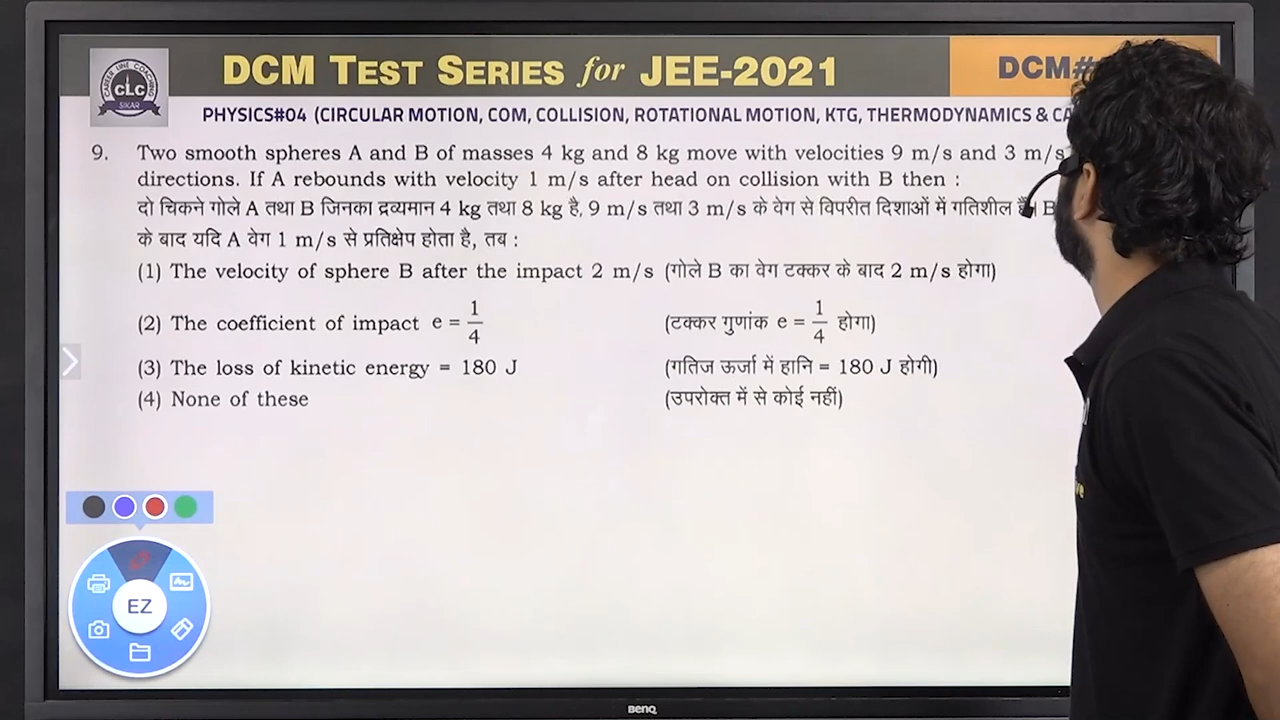 CAREER LINE COACHING
CLC
SIKAR
DCM TEST SERIES for JEE-2021
DCM#
PHYSICS#04 (CIRCULAR MOTION, COM, COLLISION, ROTATIONAL MOTION, KTG, THERMODYNAMICS & CA
9. Two smooth spheres A and B of masses 4 kg and 8 kg move with velocities 9 m/s and 3 m/s
directions. If A rebounds with velocity 1 m/s after head on collision with B then :
दो चिकने गोले A तथा B जिनका द्रव्यमान 4 kg तथा 8 kg है, 9 m/s तथा 3 m/s के वेग से विपरीत दिशाओं में गतिशील हैं। B
के बाद यदि A वेग 1 m/s से प्रतिक्षेप होता है, तब :
(1) The velocity of sphere B after the impact 2 m/s (गोले B का वेग टक्कर के बाद 2 m/s होगा)
(2) The coefficient of impact e = 1/4 (टक्कर गुणांक e = 1/4 होगा)
(3) The loss of kinetic energy = 180 J (गतिज ऊर्जा में हानि = 180 J होगी)
(4) None of these (उपरोक्त में से कोई नहीं)
EZ
BenQ